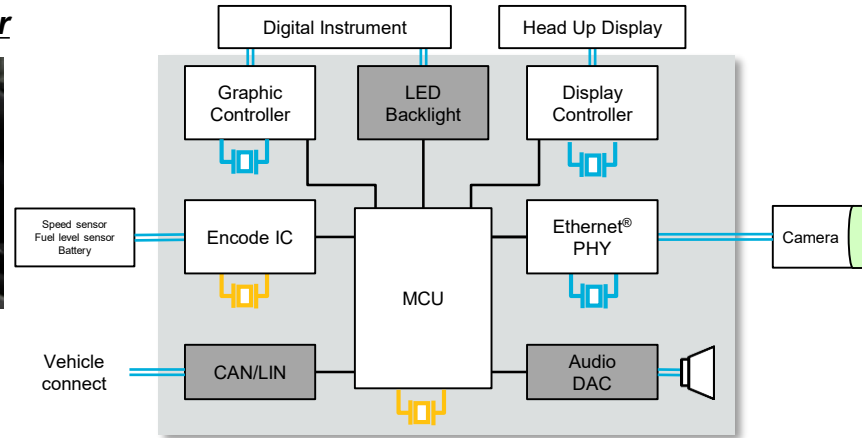 r
Digital Instrument
Head Up Display
Graphic
Controller
LED
Backlight
Display
Controller
Speed sensor
Fuel level sensor
Battery
Encode IC
MCU
Ethernet®
PHY
Camera
Vehicle
connect
CAN/LIN
Audio
DAC